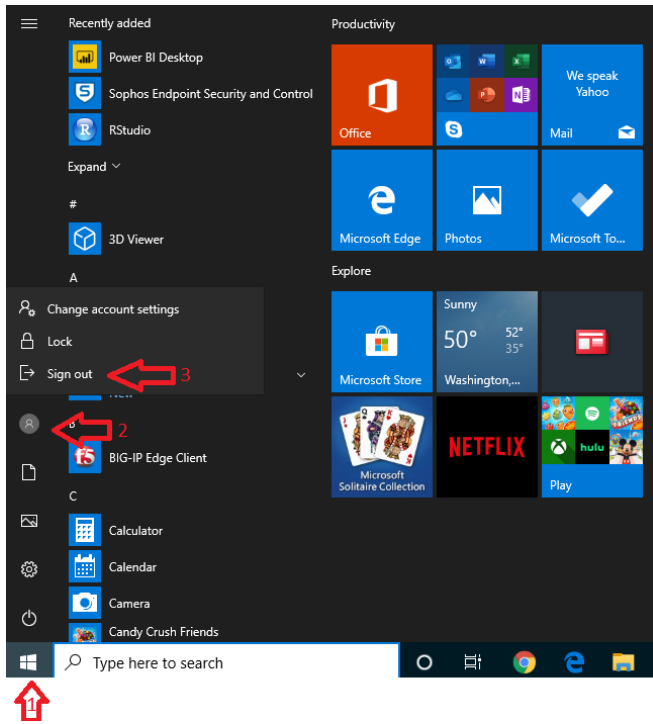 Recently added
Power BI Desktop
Sophos Endpoint Security and Control
RStudio
Expand
#
3D Viewer
A
Change account settings
Lock
Sign out
3
New
B
2
f5
BIG-IP Edge Client
C
Calculator
Calendar
Camera
Candy Crush Friends
Type here to search
1
Productivity
Office
We speak
Yahoo
Mail
Microsoft Edge
Photos
Microsoft To...
Explore
Microsoft Store
Sunny
50°
52°
35°
Washington,...
Microsoft
Solitaire Collection
NETFLIX
hulu
Play